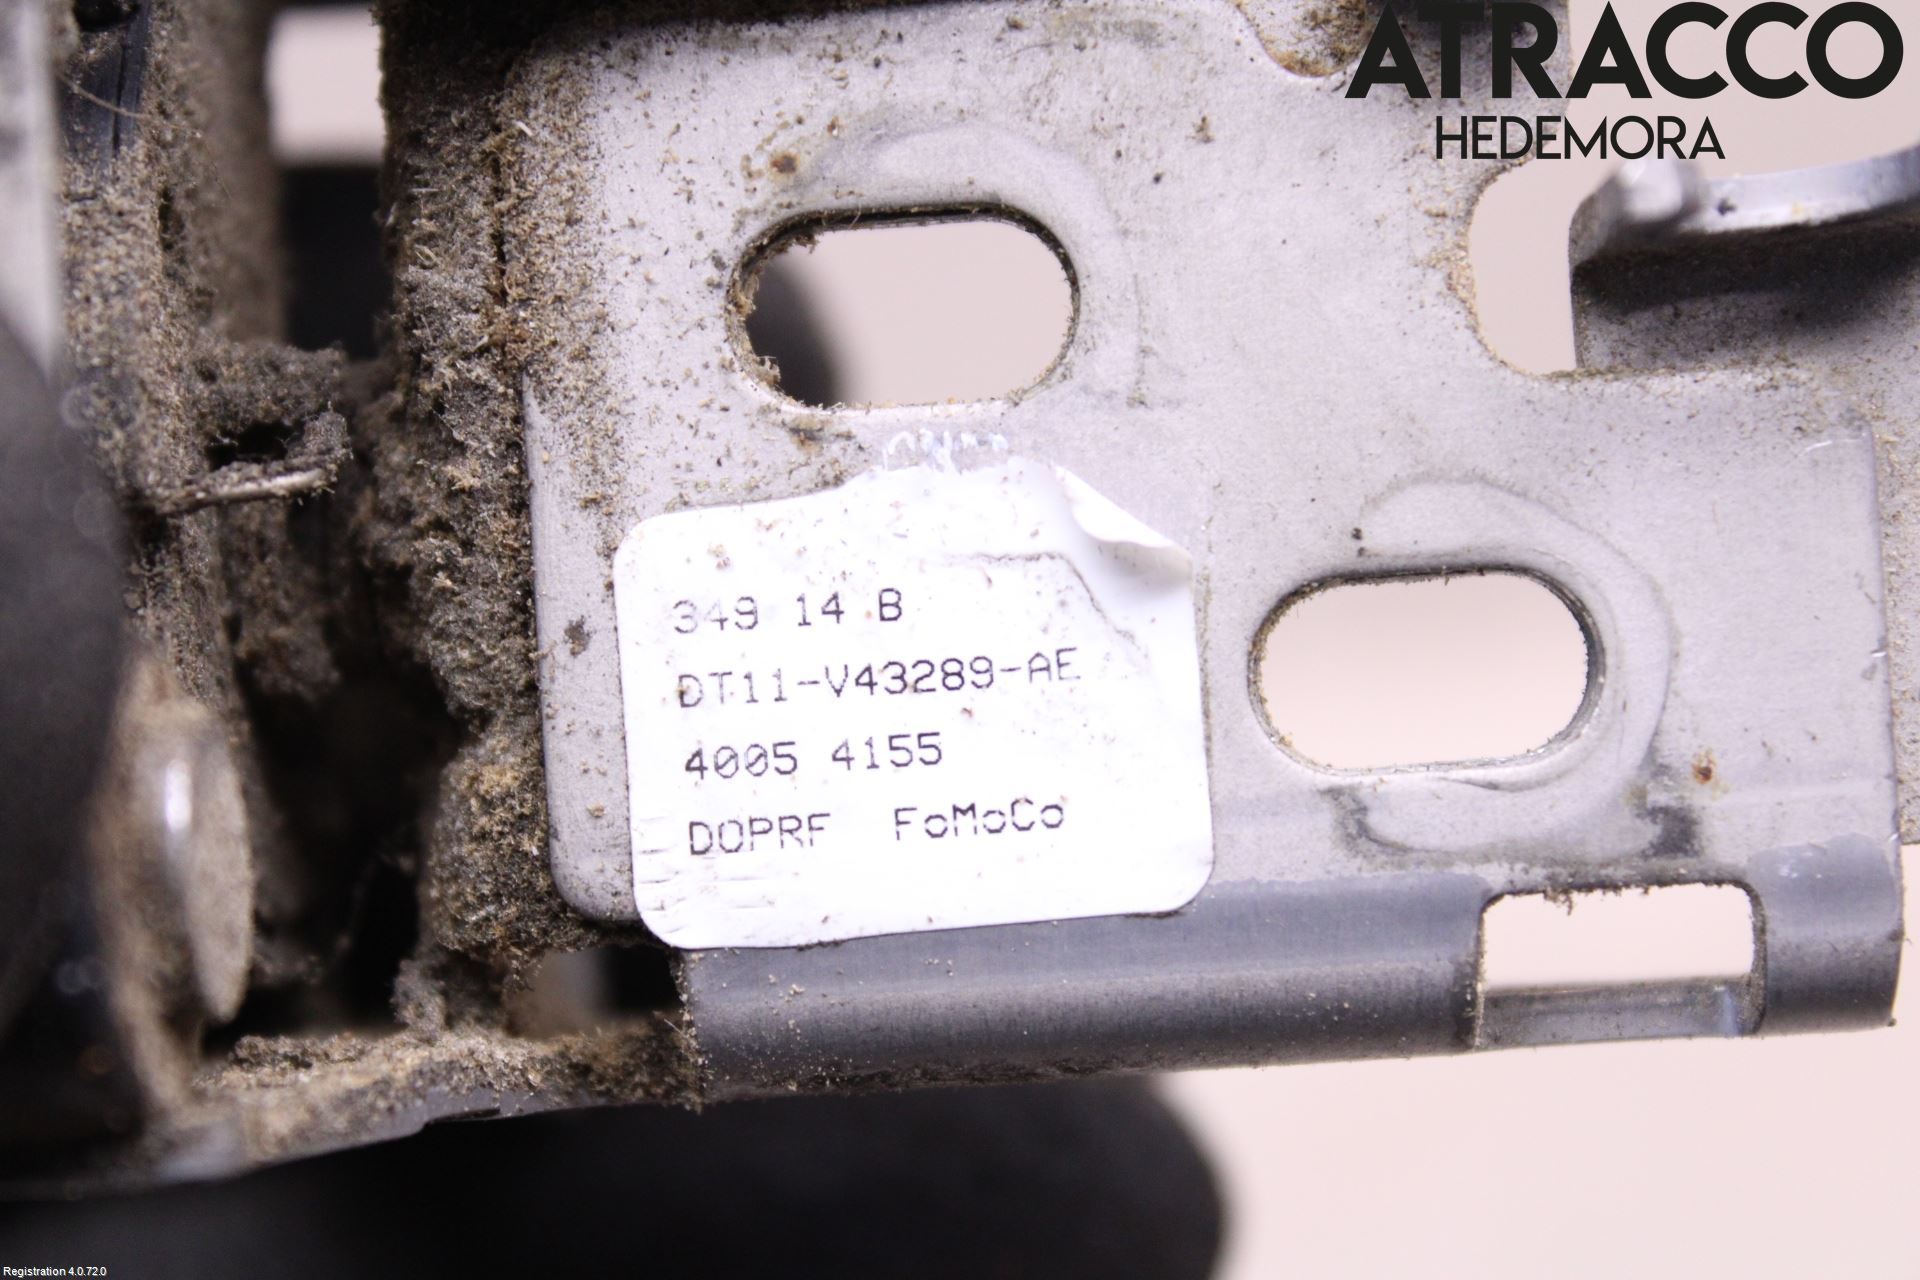 ATRACCO
HEDEMORA
349 14 B
DT11-V43289-AE
4005 4155
DOPRF FoMoCo
Registration 4.0.72.0